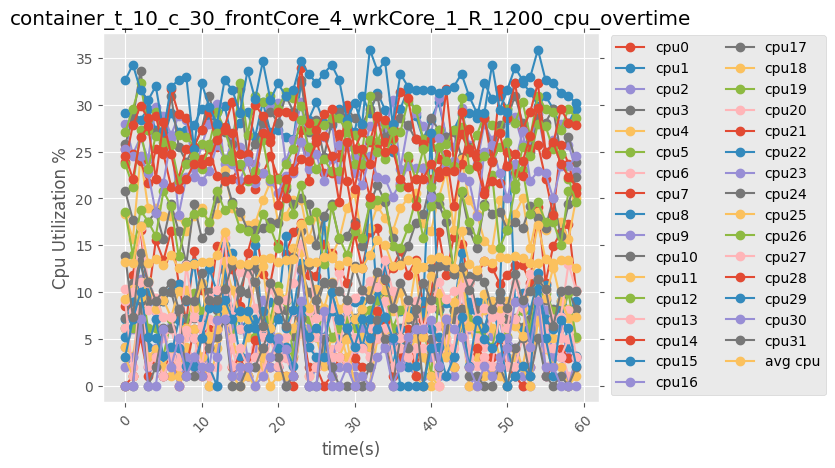 container_t_10_c_30_frontCore_4_wrkCore_1_R_1200_cpu_overtime
Cpu Utilization %
35
30
25
20
15
10
5
0
0
10
20
30
40
50
60
time(s)
cpu0
cpu1
cpu2
cpu3
cpu4
cpu5
cpu6
cpu7
cpu8
cpu9
cpu10
cpu11
cpu12
cpu13
cpu14
cpu15
cpu16
cpu17
cpu18
cpu19
cpu20
cpu21
cpu22
cpu23
cpu24
cpu25
cpu26
cpu27
cpu28
cpu29
cpu30
cpu31
avg cpu